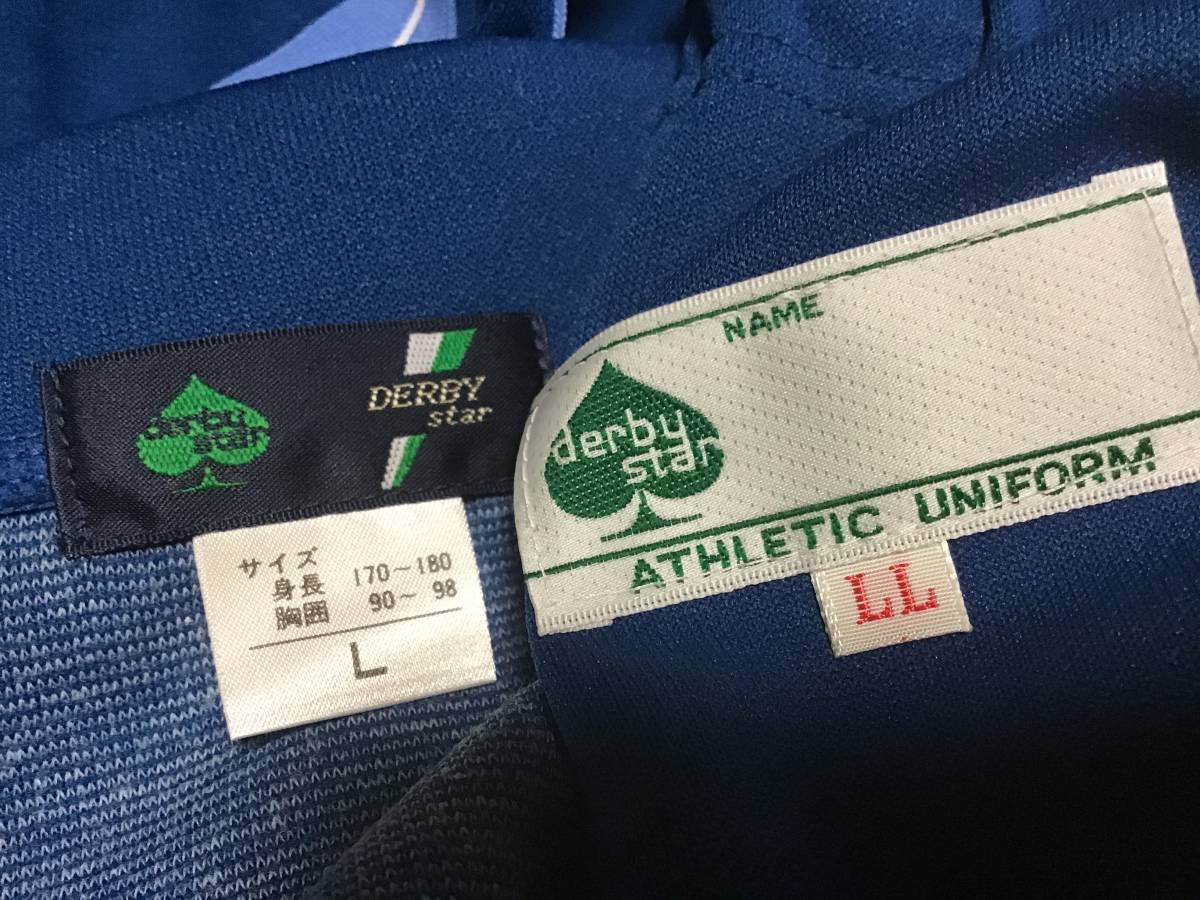 derby
star
DERBY
star
サイズ
身長 170～180
胸囲 90～ 98
L
NAME
derby
star
ATHLETIC UNIFORM
LL